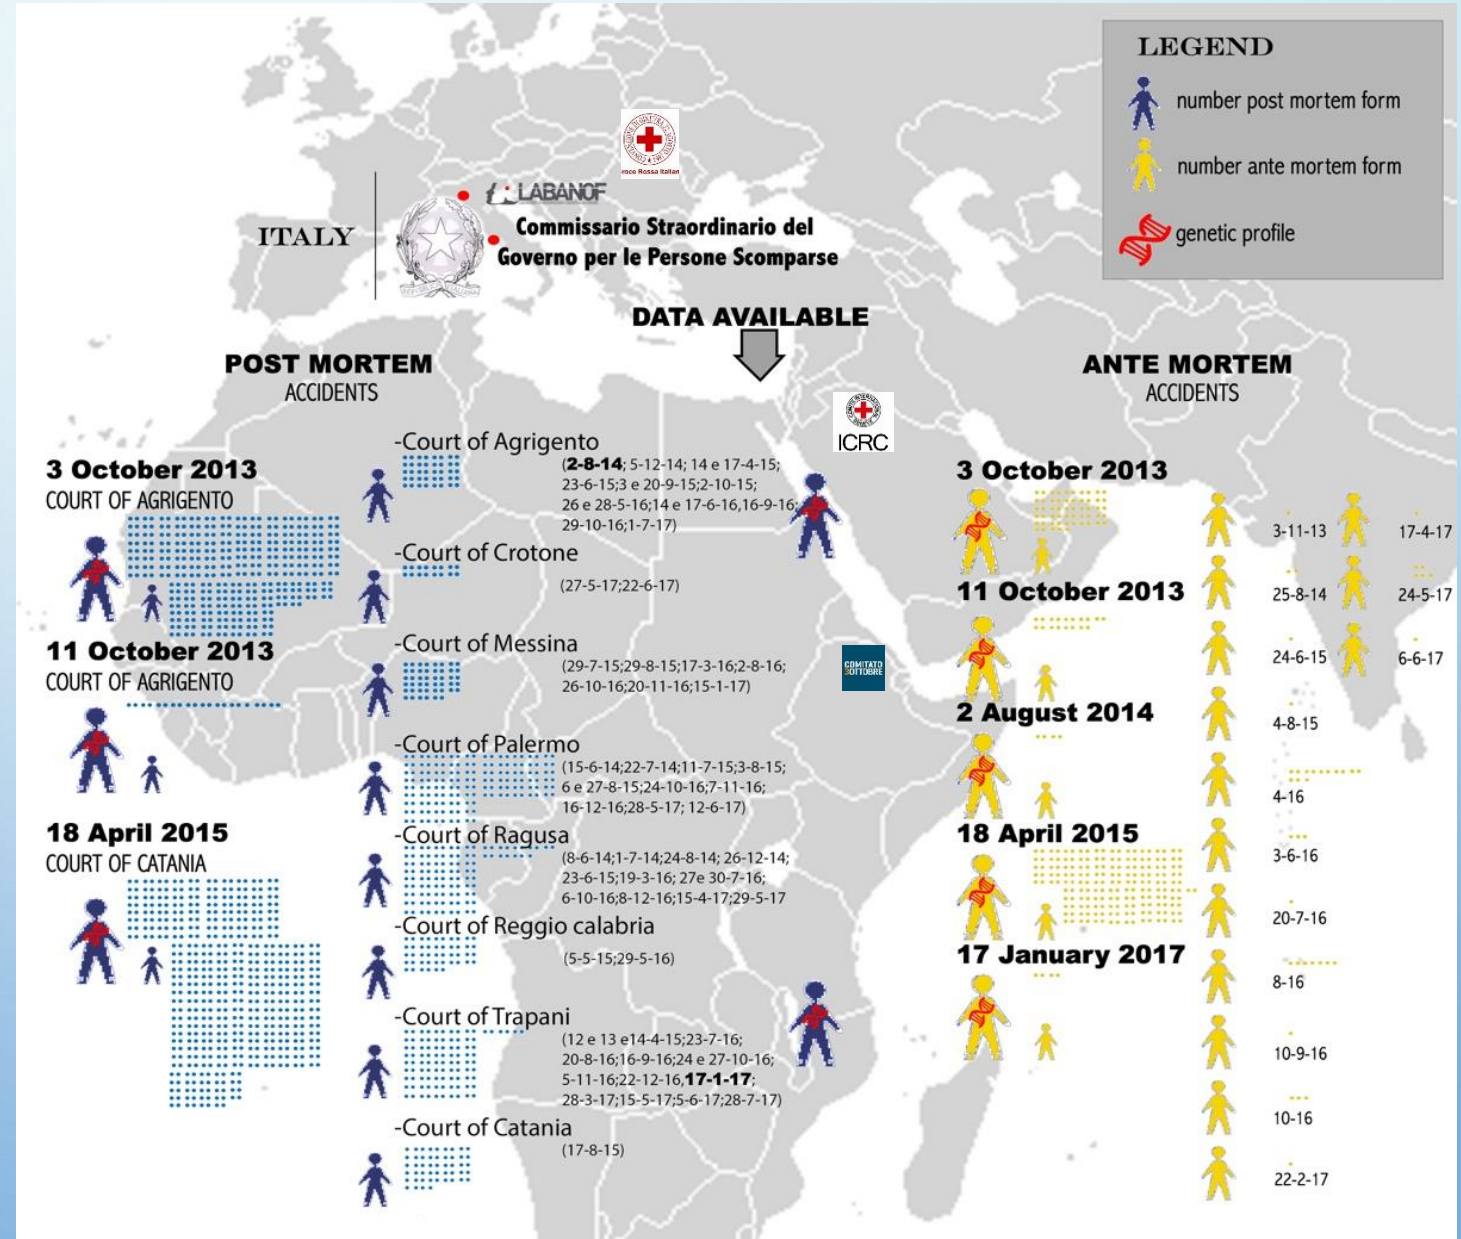 LEGEND
number post mortem form
number ante mortem form
genetic profile
Croce Rossa Italiana
LABANOF
ITALY
Commissario Straordinario del
Governo per le Persone Scomparse
DATA AVAILABLE
POST MORTEM
ACCIDENTS
3 October 2013
COURT OF AGRIGENTO
11 October 2013
COURT OF AGRIGENTO
18 April 2015
COURT OF CATANIA
-Court of Agrigento
(2-8-14; 5-12-14; 14 e 17-4-15;
23-6-15;3 e 20-9-15;2-10-15;
26 e 28-5-16;14 e 17-6-16,16-9-16;
29-10-16;1-7-17)
-Court of Crotone
(27-5-17;22-6-17)
-Court of Messina
(29-7-15;29-8-15;17-3-16;2-8-16;
26-10-16;20-11-16;15-1-17)
-Court of Palermo
(15-6-14;22-7-14;11-7-15;3-8-15;
6 e 27-8-15;24-10-16;7-11-16;
16-12-16;28-5-17; 12-6-17)
-Court of Ragusa
(8-6-14;1-7-14;24-8-14; 26-12-14;
23-6-15;19-3-16; 27e 30-7-16;
6-10-16;8-12-16;15-4-17;29-5-17
-Court of Reggio calabria
(5-5-15;29-5-16)
-Court of Trapani
(12 e 13 e14-4-15;23-7-16;
20-8-16;16-9-16;24 e 27-10-16;
5-11-16;22-12-16,17-1-17;
28-3-17;15-5-17;5-6-17;28-7-17)
-Court of Catania
(17-8-15)
ICRC
COMITATO
3OTTOBRE
ANTE MORTEM
ACCIDENTS
3 October 2013
11 October 2013
2 August 2014
18 April 2015
17 January 2017
3-11-13
25-8-14
24-6-15
4-8-15
4-16
3-6-16
20-7-16
8-16
10-9-16
10-16
22-2-17
17-4-17
24-5-17
6-6-17